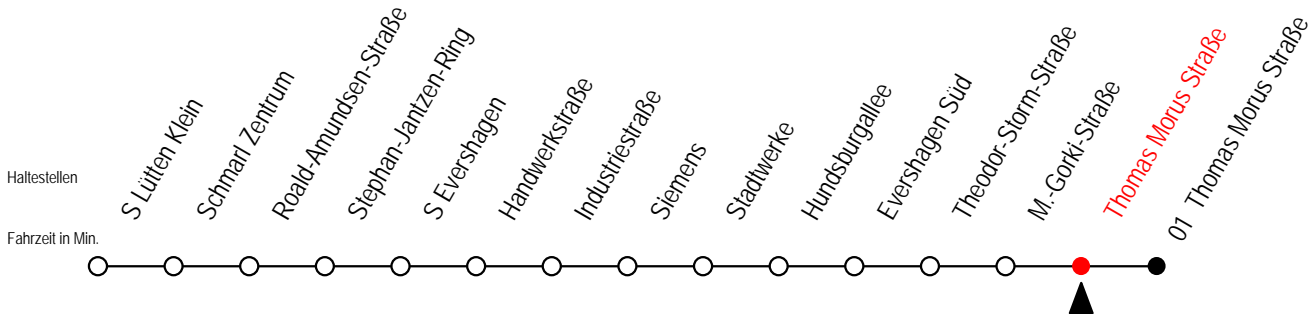 Haltestellen
Fahrzeit in Min.
S Lütten Klein
Schmarl Zentrum
Roald-Amundsen-Straße
Stephan-Jantzen-Ring
S Evershagen
Handwerkstraße
Industriestraße
Siemens
Stadtwerke
Hundsburgallee
Evershagen Süd
Theodor-Storm-Straße
M.-Gorki-Straße
Thomas Morus Straße
01 Thomas Morus Straße